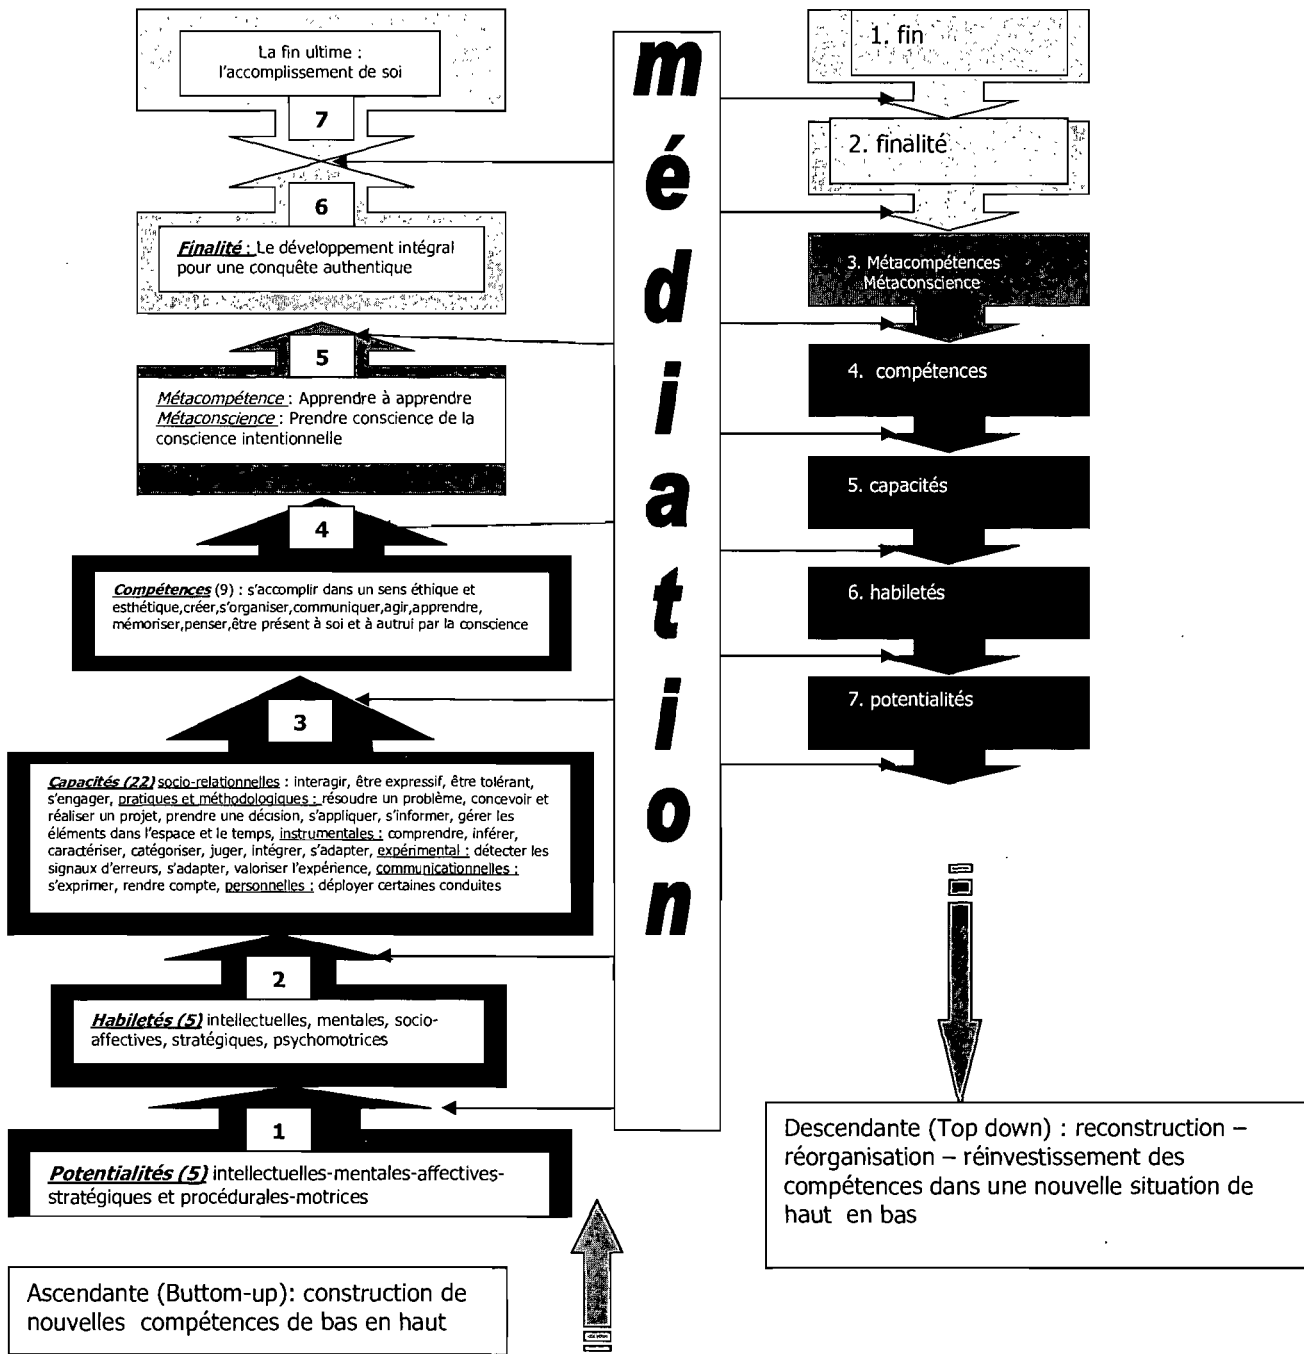 La fin ultime :
l'accomplissement de soi
7
6
Finalité : Le développement intégral
pour une conquête authentique
5
Métacompétence : Apprendre à apprendre
Métaconscience : Prendre conscience de la
conscience intentionnelle
4
Compétences (9) : s'accomplir dans un sens éthique et
esthétique,créer,s'organiser,communiquer,agir,apprendre,
mémoriser,penser,être présent à soi et à autrui par la conscience
3
Capacités (22) socio-relationnelles : interagir, être expressif, être tolérant,
s'engager, pratiques et méthodologiques : résoudre un problème, concevoir et
réaliser un projet, prendre une décision, s'appliquer, s'informer, gérer les
éléments dans l'espace et le temps, instrumentales : comprendre, inférer,
caractériser, catégoriser, juger, intégrer, s'adapter, expérimental : détecter les
signaux d'erreurs, s'adapter, valoriser l'expérience, communicationnelles :
s'exprimer, rendre compte, personnelles : déployer certaines conduites
2
Habiletés (5) intellectuelles, mentales, socio-
affectives, stratégiques, psychomotrices
1
Potentialités (5) intellectuelles-mentales-affectives-
stratégiques et procédurales-motrices
Ascendante (Buttom-up): construction de
nouvelles compétences de bas en haut
médiation
1. fin
2. finalité
3. Métacompétences
Métaconscience
4. compétences
5. capacités
6. habiletés
7. potentialités
Descendante (Top down) : reconstruction –
réorganisation – réinvestissement des
compétences dans une nouvelle situation de
haut en bas